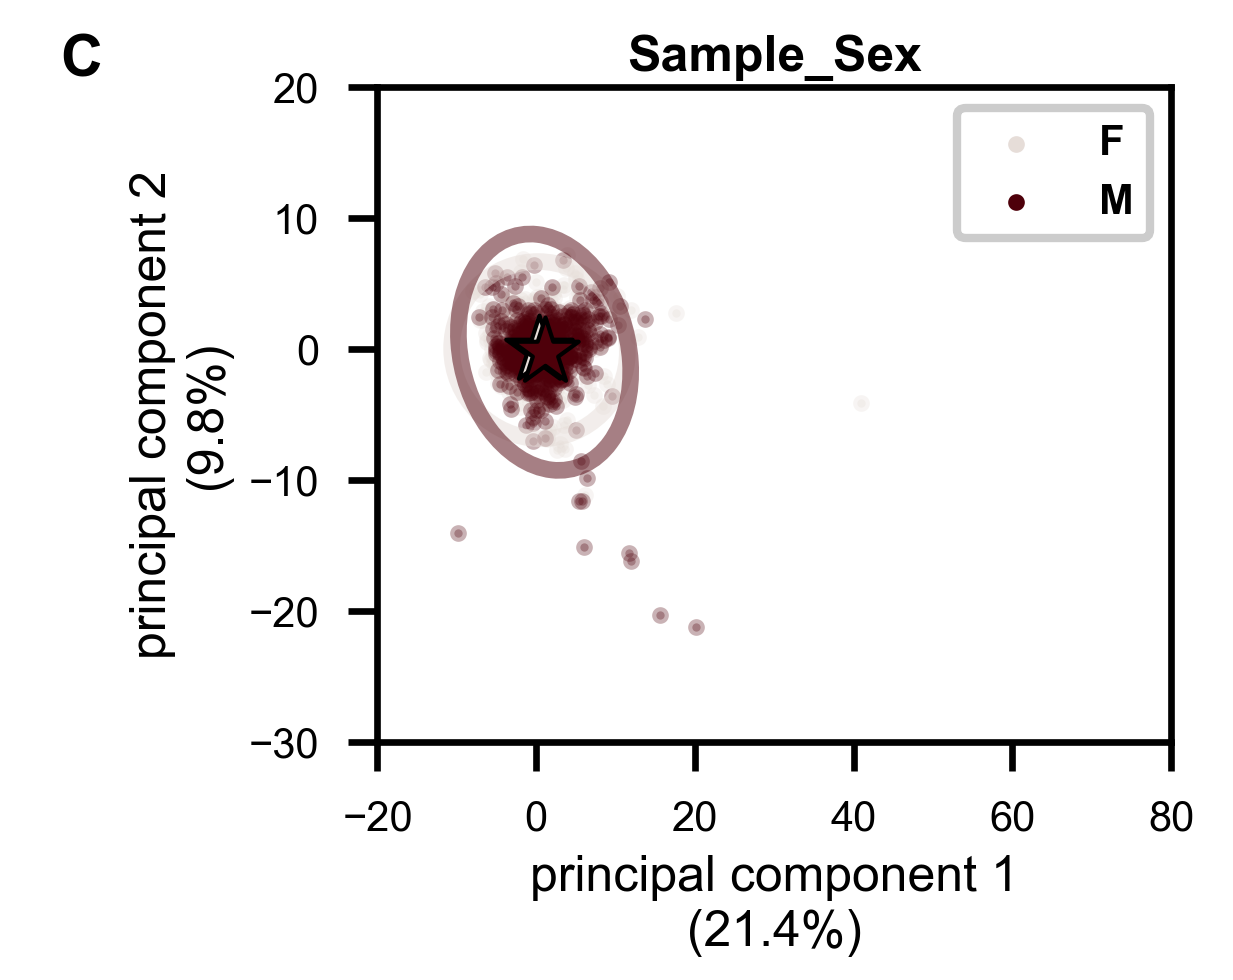 C
Sample_Sex
20
10
0
−10
−20
−30
principal component 2
(9.8%)
F
M
−20 0 20 40 60 80
principal component 1
(21.4%)